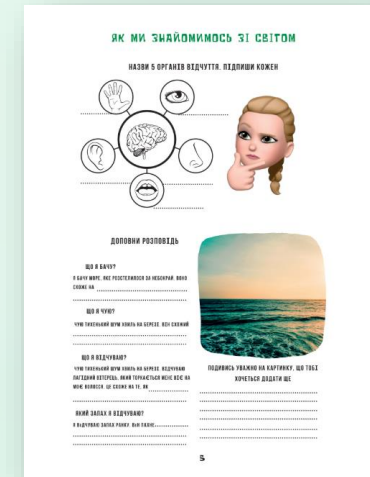 ЯК МИ ЗНАЙОМИМОСЬ ЗІ СВІТОМ
НАЗВИ 5 ОРГАНІВ ВІДЧУТТЯ. ПІДПИШИ КОЖЕН
ДОПОВНИ РОЗПОВІДЬ
ЩО Я БАЧУ?
Я БАЧУ МОРЕ, ЯКЕ РОЗСТЕЛИЛОСЯ ЗА НЕБОКРАЙ. ВОНО
СХОЖЕ НА
ЩО Я ЧУЮ?
ЧУЮ ТИХЕНЬКИЙ ШУМ ХВИЛЬ НА БЕРЕЗІ. ВІН СХОЖИЙ
ЩО Я ВІДЧУВАЮ?
ЧУЮ ТИХЕНЬКИЙ ШУМ ХВИЛЬ НА БЕРЕЗІ. ВІДЧУВАЮ
ЛАГІДНИЙ ВІТЕРЕЦЬ, ЯКИЙ ТОРКАЄТЬСЯ МЕНЕ НЕНЕ НА
МОЄ ВОЛОССЯ. ЦЕ СХОЖЕ НА ТЕ, ЯК
ЯКИЙ ЗАПАХ Я ВІДЧУВАЮ?
Я ВІДЧУВАЮ ЗАПАХ РАНКУ. ВІН ПАХНЕ
ПОДИВИСЬ УВАЖНО НА КАРТИНКУ, ЩО ТОБІ
ХОЧЕТЬСЯ ДОДАТИ ЩЕ
5